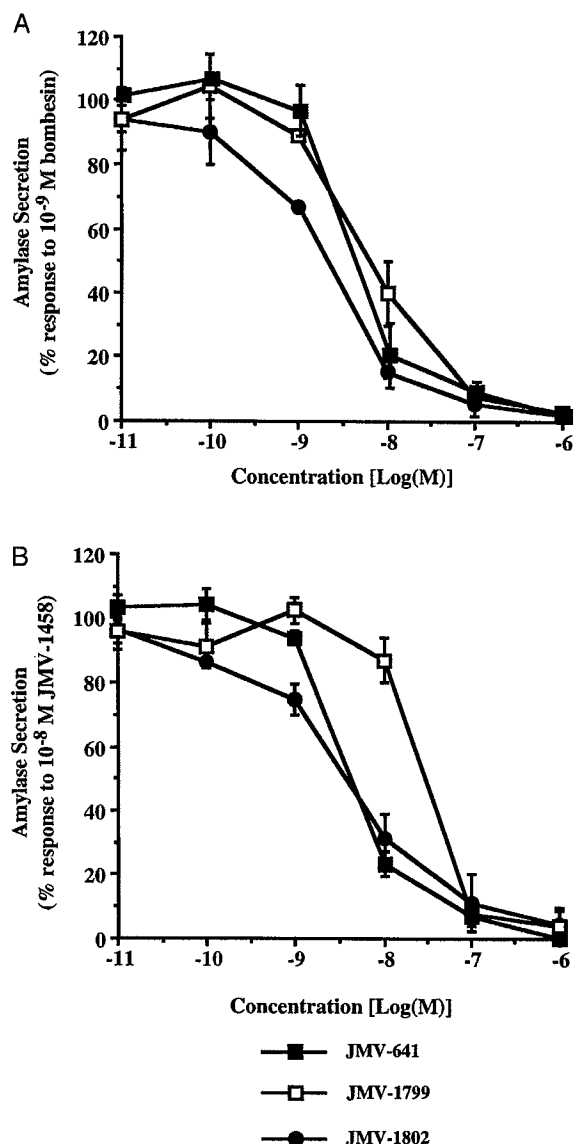 A
120
100
80
60
40
20
0
Amylase Secretion
(% response to 10⁻⁹ M bombesin)
-11 -10 -9 -8 -7 -6
Concentration [Log(M)]
B
120
100
80
60
40
20
0
Amylase Secretion
(% response to 10⁻⁸ M JMV-1458)
-11 -10 -9 -8 -7 -6
Concentration [Log(M)]
JMV-641
JMV-1799
JMV-1802